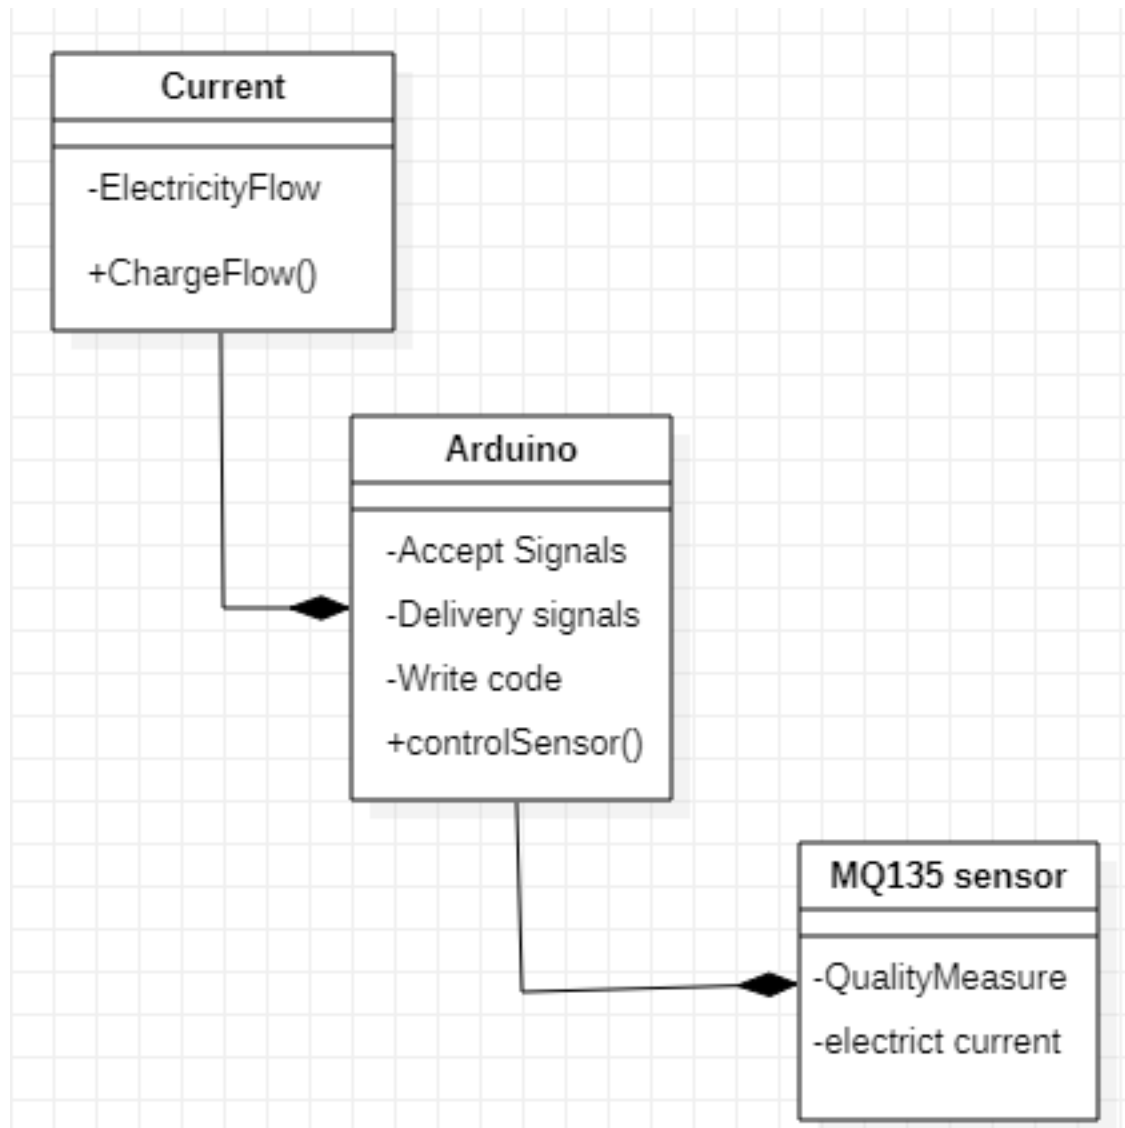 Current
-ElectricityFlow
+ChargeFlow()
Arduino
-Accept Signals
-Delivery signals
-Write code
+controlSensor()
MQ135 sensor
-QualityMeasure
-electrict current